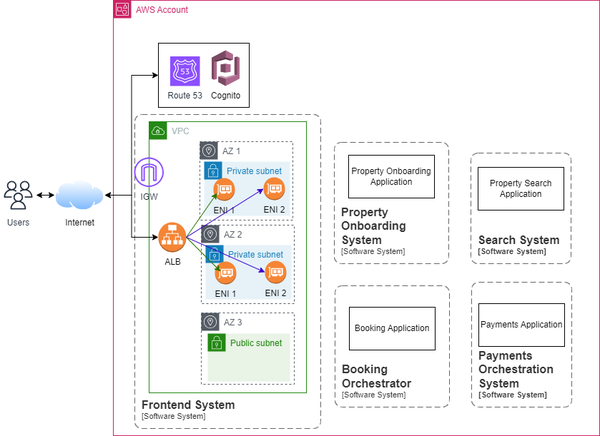 AWS Account
53
Route 53
Cognito
VPC
AZ 1
Private subnet
ENI 1
ENI 2
IGW
Users
Internet
ALB
AZ 2
Private subnet
ENI 1
ENI 2
AZ 3
Public subnet
Frontend System
[Software System]
Property Onboarding
Application
Property
Onboarding
System
[Software System]
Property Search
Application
Search System
[Software System]
Booking Application
Booking
Orchestrator
[Software System]
Payments Application
Payments
Orchestration
System
[Software System]